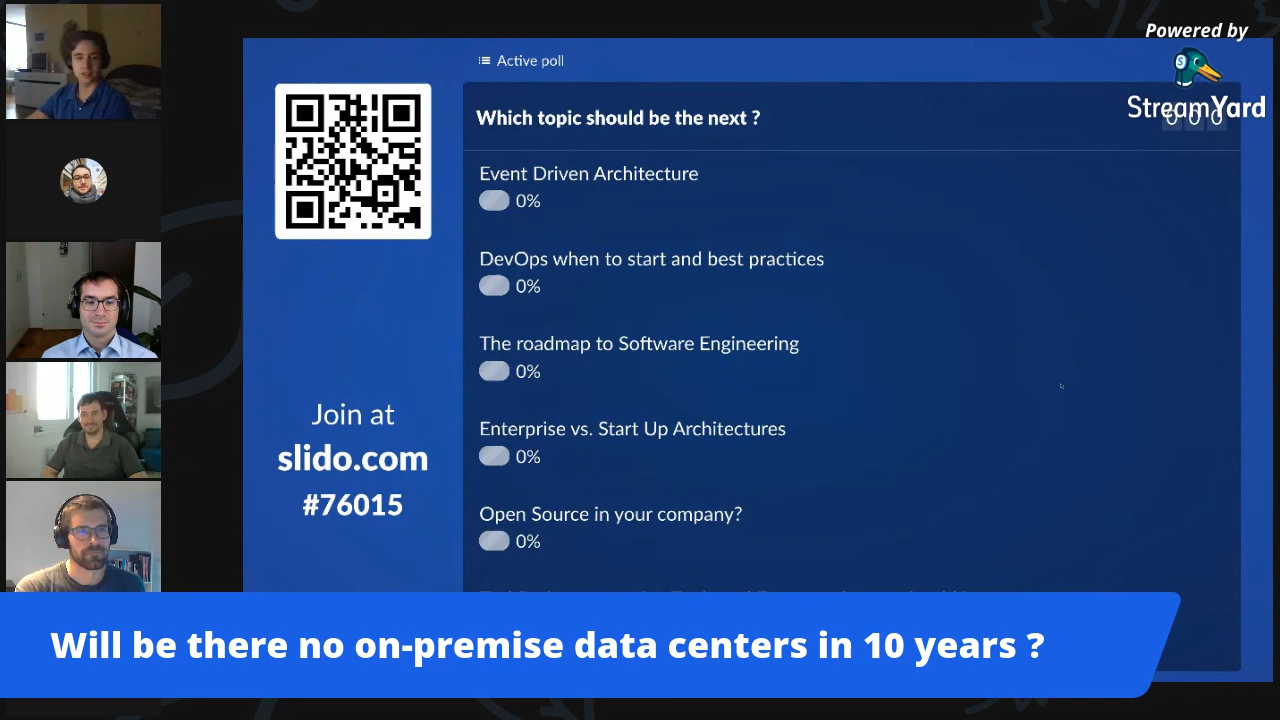 Powered by
StreamYard
Active poll
Which topic should be the next ?
0 0 0
Event Driven Architecture
0%
DevOps when to start and best practices
0%
The roadmap to Software Engineering
0%
Enterprise vs. Start Up Architectures
0%
Open Source in your company?
0%
Join at
slido.com
#76015
Will be there no on-premise data centers in 10 years ?